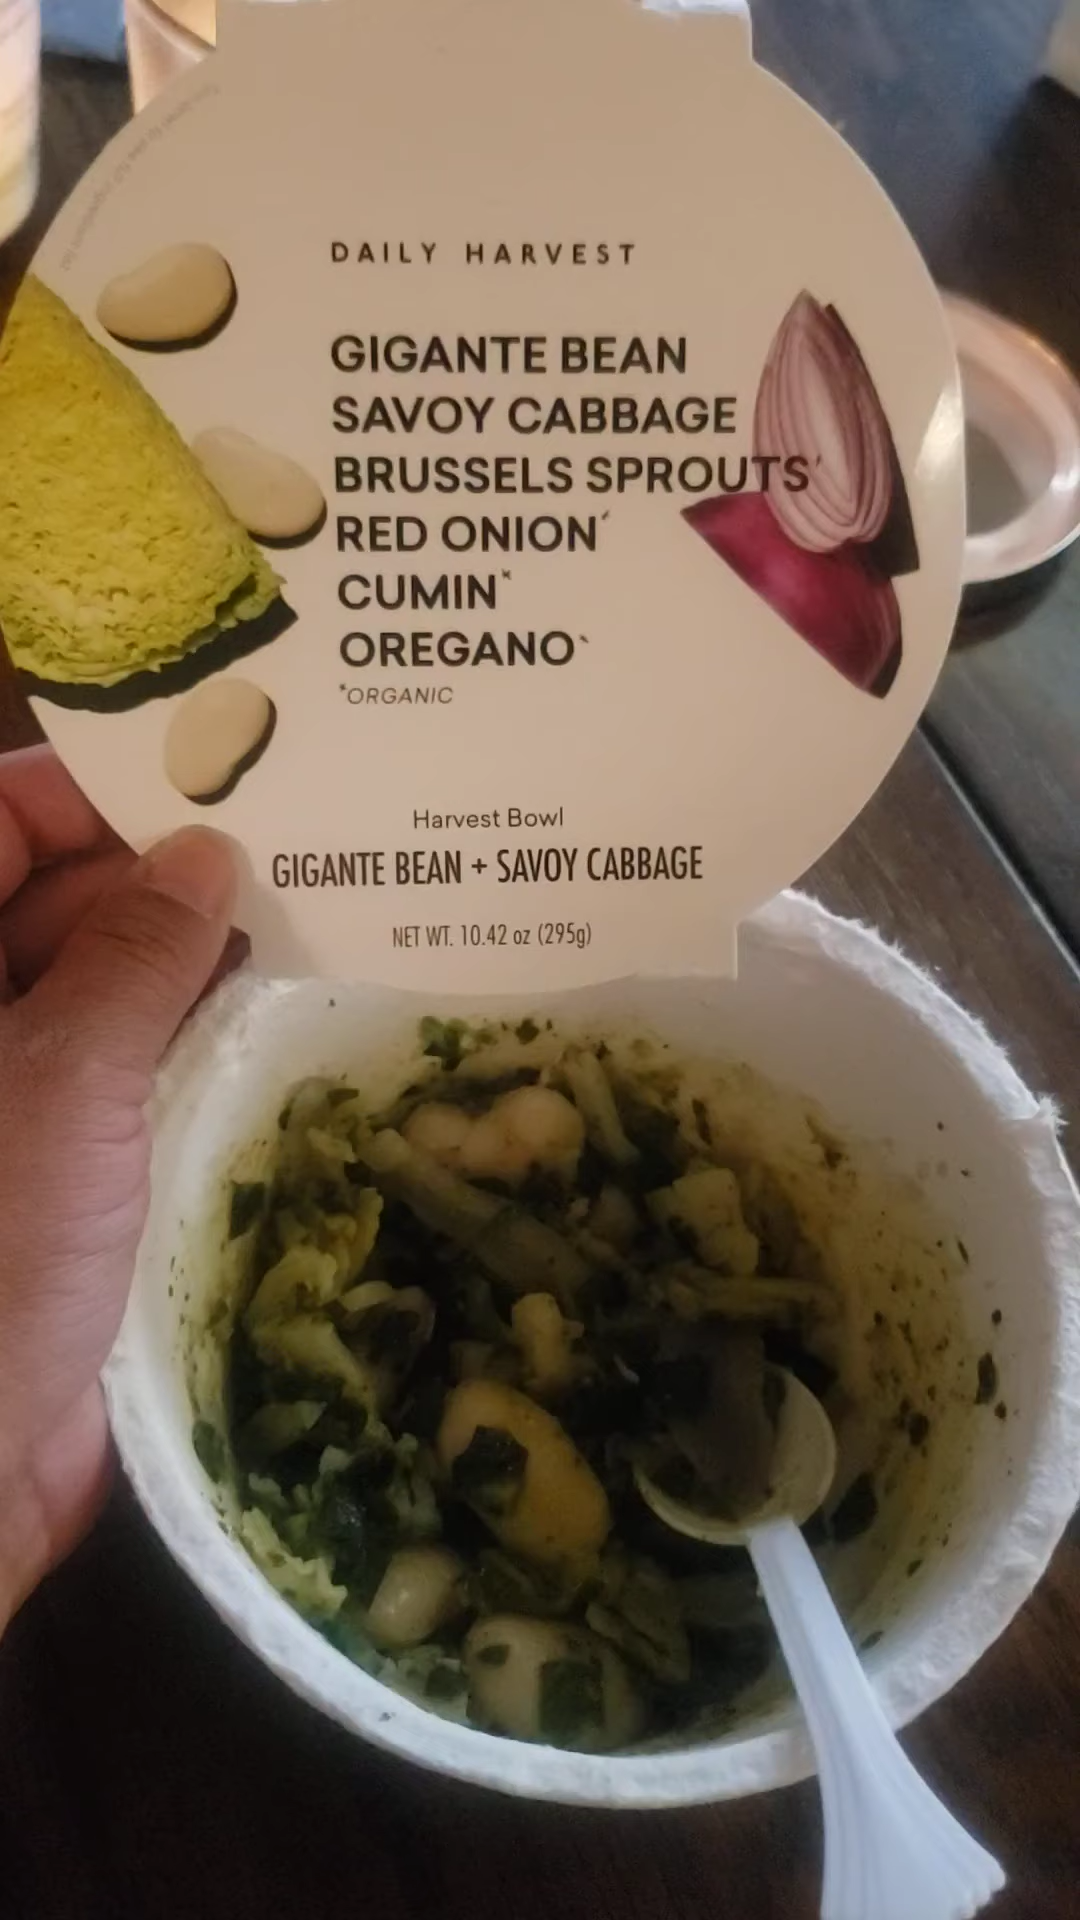 DAILY HARVEST
GIGANTE BEAN
SAVOY CABBAGE
BRUSSELS SPROUTS*
RED ONION*
CUMIN*
OREGANO*
*ORGANIC
Harvest Bowl
GIGANTE BEAN + SAVOY CABBAGE
NET WT. 10.42 oz (295g)